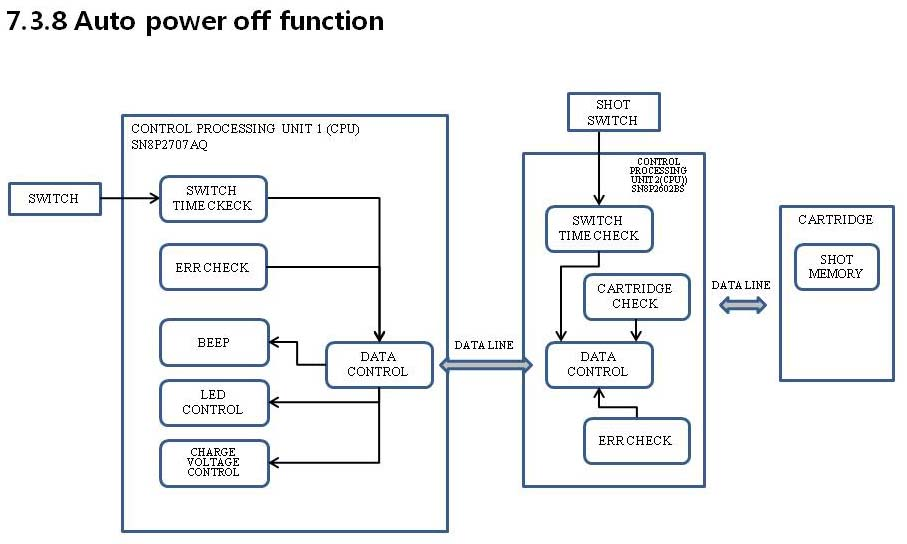 7.3.8 Auto power off function
SHOT
SWITCH
CONTROL PROCESSING UNIT 1 (CPU)
SN8P2707AQ
CONTROL
PROCESSING
UNIT 2(CPU))
SN8P2602BS
SWITCH
SWITCH
TIME CKECK
SWITCH
TIME CHECK
CARTRIDGE
SHOT
MEMORY
ERR CHECK
CARTRIDGE
CHECK
DATA LINE
BEEP
DATA
CONTROL
DATA LINE
DATA
CONTROL
LED
CONTROL
ERR CHECK
CHARGE
VOLTAGE
CONTROL